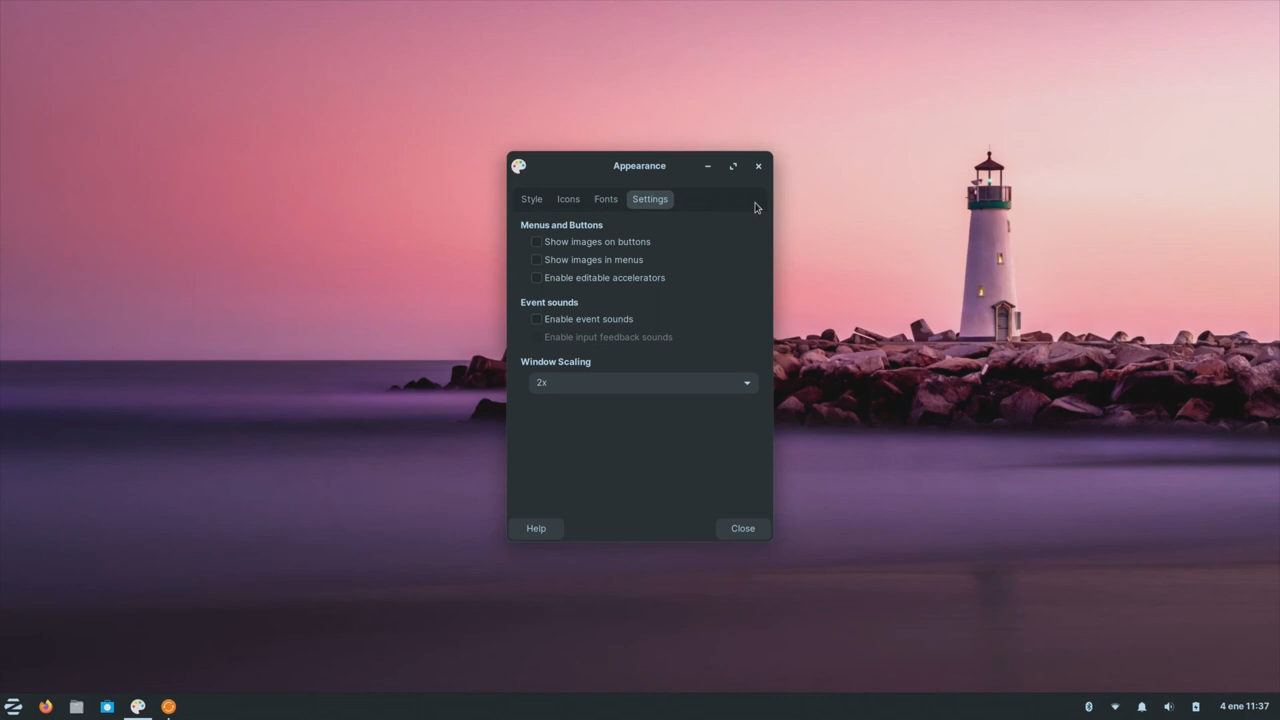 Appearance
Style Icons Fonts Settings
Menus and Buttons
Show images on buttons
Show images in menus
Enable editable accelerators
Event sounds
Enable event sounds
Enable input feedback sounds
Window Scaling
2x
Help Close
4 ene 11:37